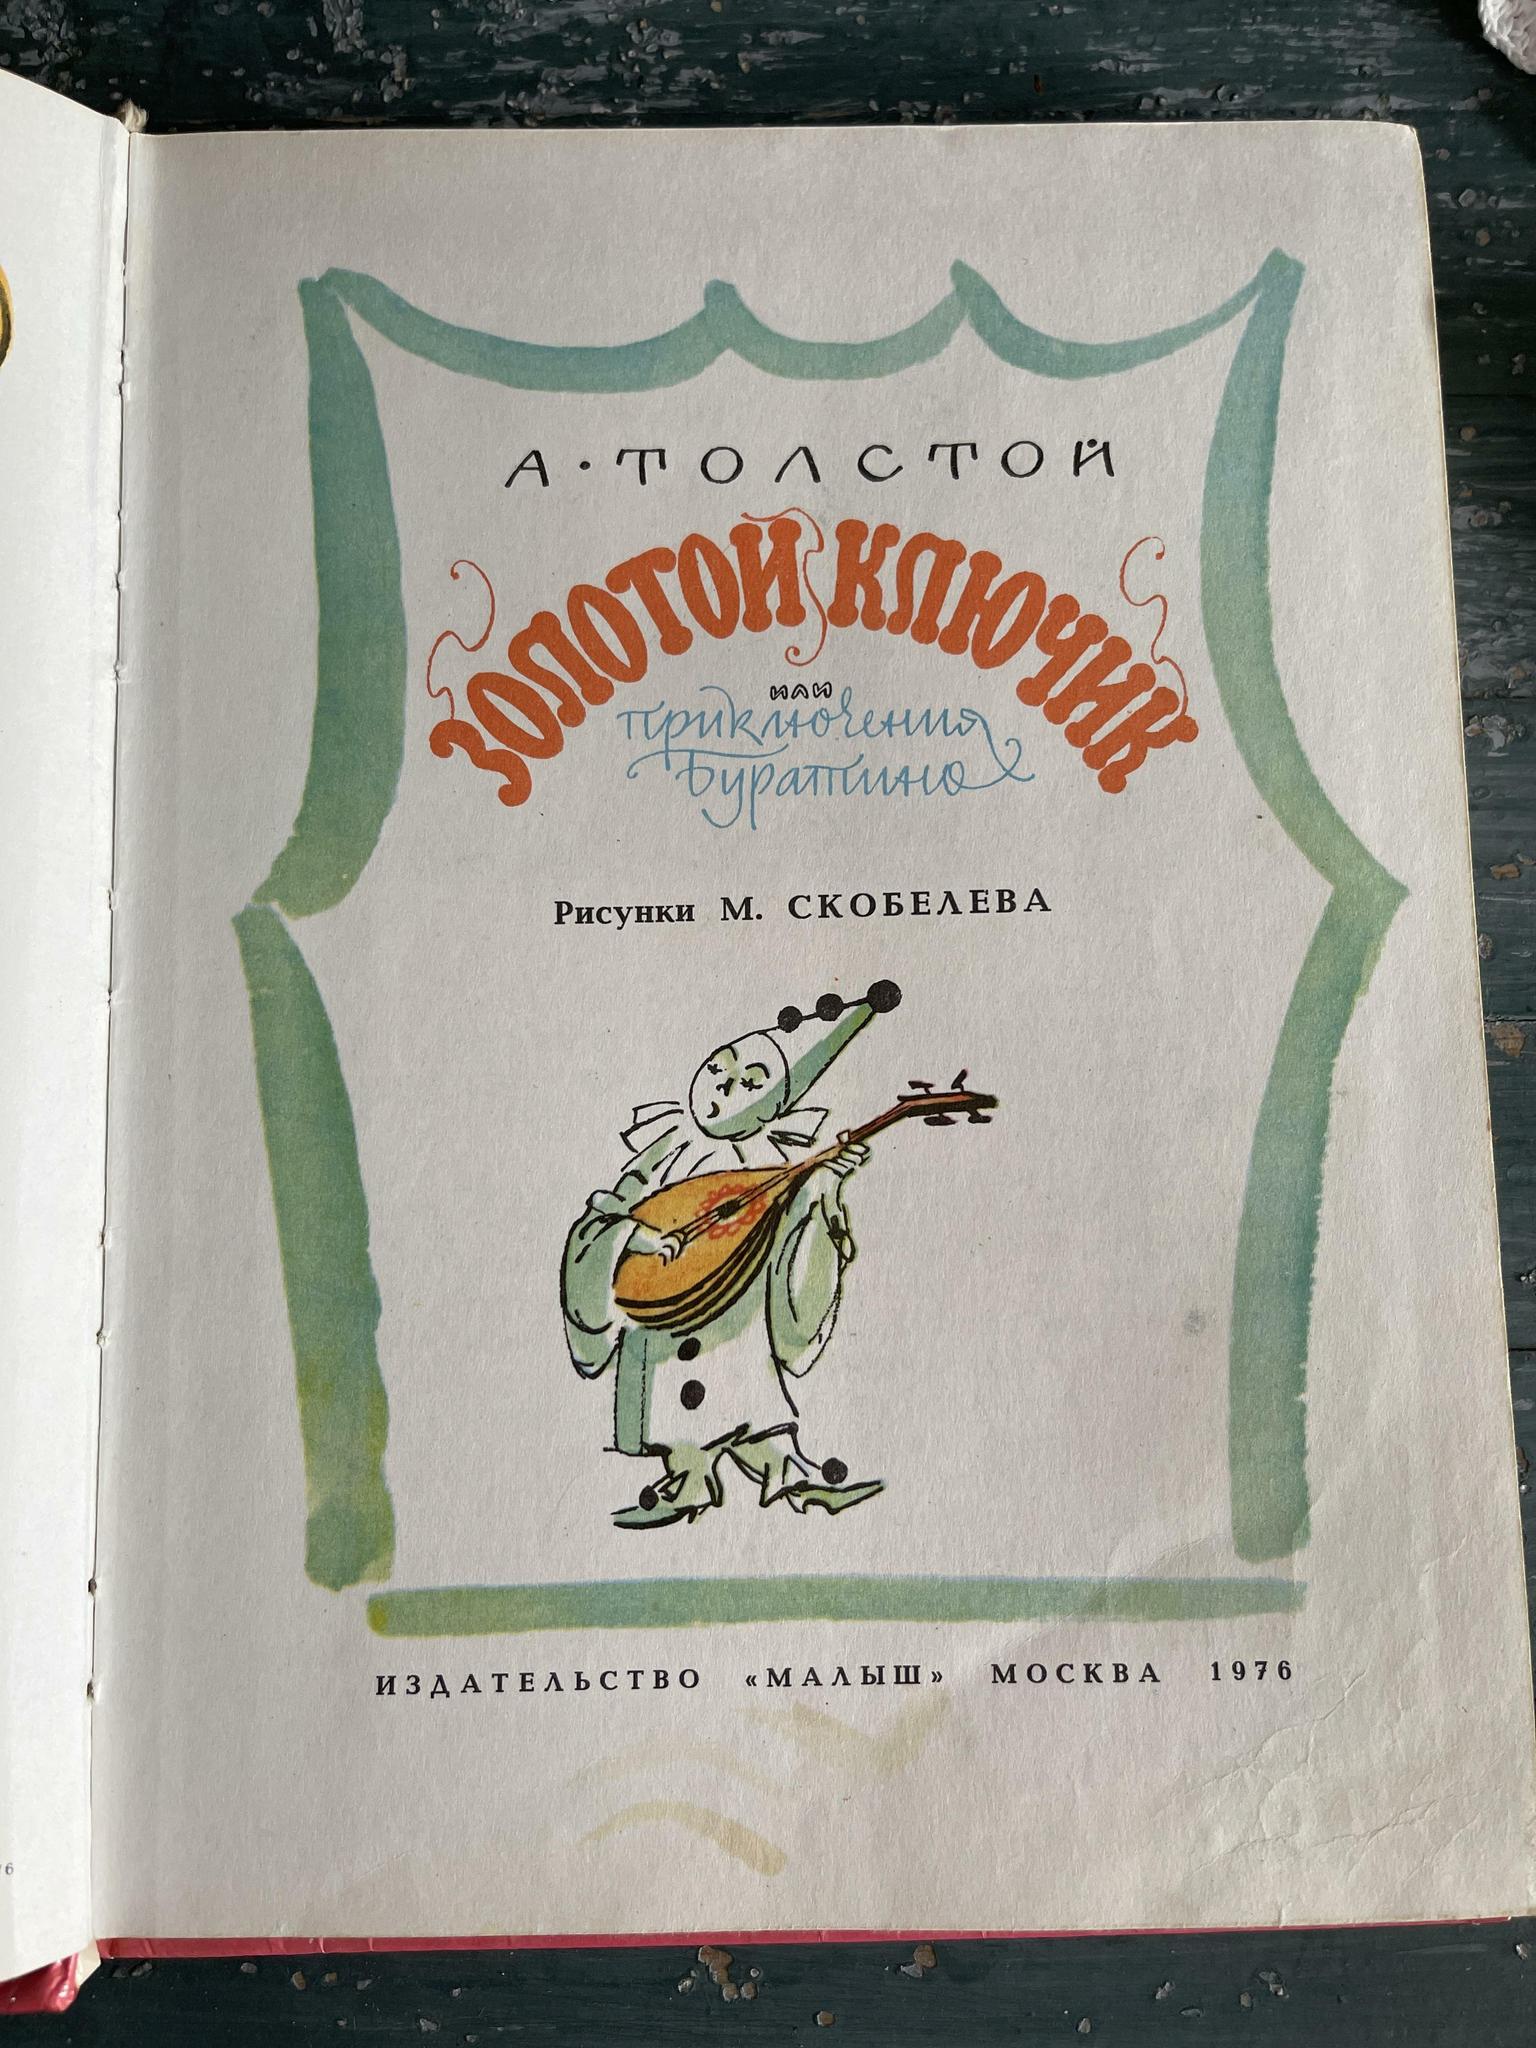 А. ТОЛСТОЙ
ЗОЛОТОЙ КЛЮЧИК
или
приключения
Буратино
Рисунки М. СКОБЕЛЕВА
ИЗДАТЕЛЬСТВО «МАЛЫШ» МОСКВА 1976